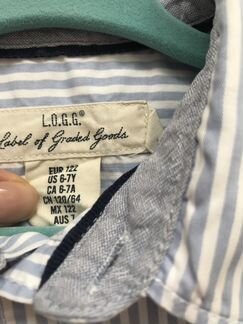 L.O.G.G.®
Label of Graded Goods
EUR 122
US 6-7Y
CA 6-7A
CN 120/64
MX 122
AUS 7